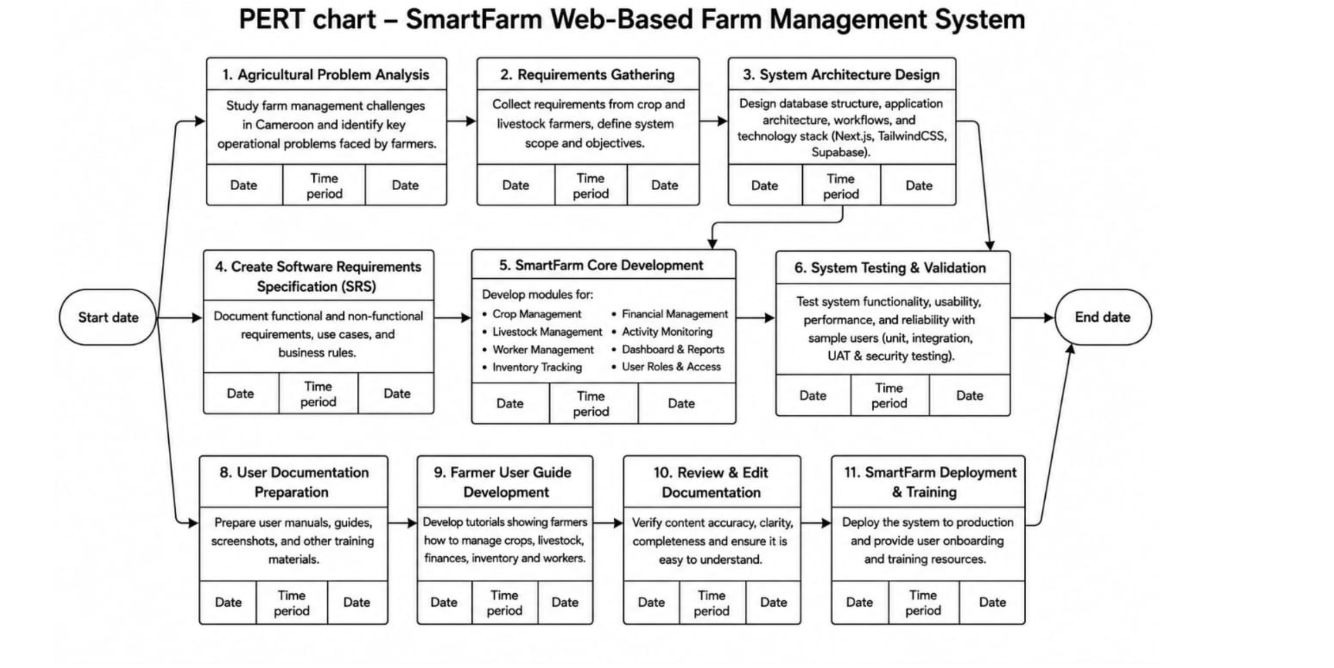 PERT chart – SmartFarm Web-Based Farm Management System
1. Agricultural Problem Analysis
Study farm management challenges
in Cameroon and identify key
operational problems faced by farmers.
Date
Time
period
Date
2. Requirements Gathering
Collect requirements from crop and
livestock farmers, define system
scope and objectives.
Date
Time
period
Date
3. System Architecture Design
Design database structure, application
architecture, workflows, and
technology stack (Next.js, TailwindCSS,
Supabase).
Date
Time
period
Date
Start date
4. Create Software Requirements
Specification (SRS)
Document functional and non-functional
requirements, use cases, and
business rules.
Date
Time
period
Date
5. SmartFarm Core Development
Develop modules for:
• Crop Management
• Livestock Management
• Worker Management
• Inventory Tracking
• Financial Management
• Activity Monitoring
• Dashboard & Reports
• User Roles & Access
Date
Time
period
Date
6. System Testing & Validation
Test system functionality, usability,
performance, and reliability with
sample users (unit, integration,
UAT & security testing).
Date
Time
period
Date
End date
8. User Documentation
Preparation
Prepare user manuals, guides,
screenshots, and other training
materials.
Date
Time
period
Date
9. Farmer User Guide
Development
Develop tutorials showing farmers
how to manage crops, livestock,
finances, inventory and workers.
Date
Time
period
Date
10. Review & Edit
Documentation
Verify content accuracy, clarity,
completeness and ensure it is
easy to understand.
Date
Time
period
Date
11. SmartFarm Deployment
& Training
Deploy the system to production
and provide user onboarding
and training resources.
Date
Time
period
Date